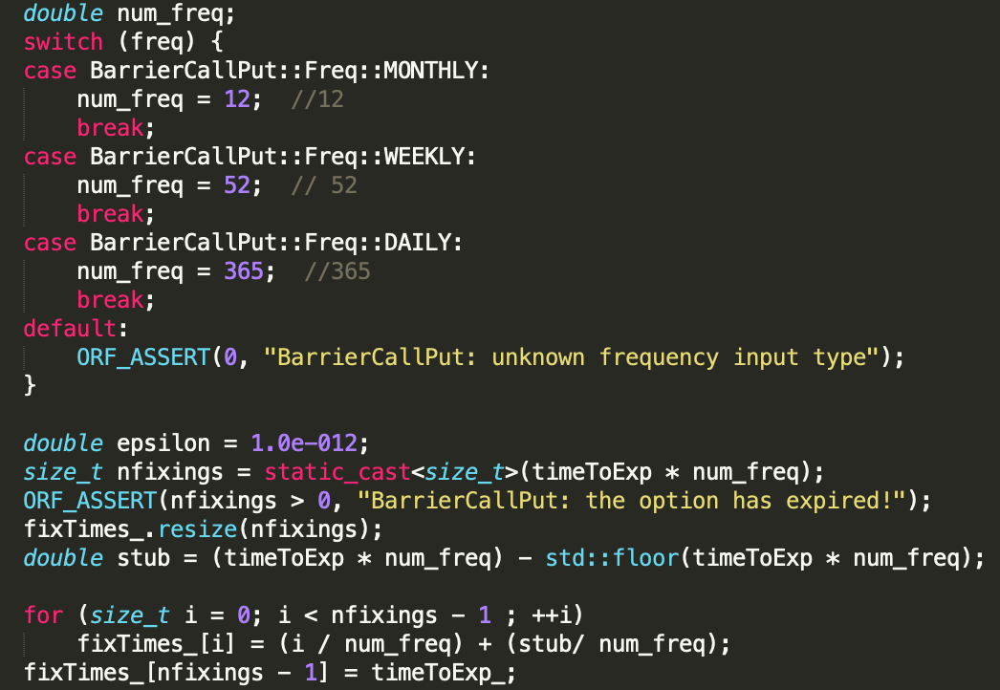 double num_freq;
switch (freq) {
case BarrierCallPut::Freq::MONTHLY:
    num_freq = 12;  //12
    break;
case BarrierCallPut::Freq::WEEKLY:
    num_freq = 52;  // 52
    break;
case BarrierCallPut::Freq::DAILY:
    num_freq = 365;  //365
    break;
default:
    ORF_ASSERT(0, "BarrierCallPut: unknown frequency input type");
}

double epsilon = 1.0e-012;
size_t nfixings = static_cast<size_t>(timeToExp * num_freq);
ORF_ASSERT(nfixings > 0, "BarrierCallPut: the option has expired!");
fixTimes_.resize(nfixings);
double stub = (timeToExp * num_freq) - std::floor(timeToExp * num_freq);

for (size_t i = 0; i < nfixings - 1 ; ++i)
    fixTimes_[i] = (i / num_freq) + (stub/ num_freq);
fixTimes_[nfixings - 1] = timeToExp_;